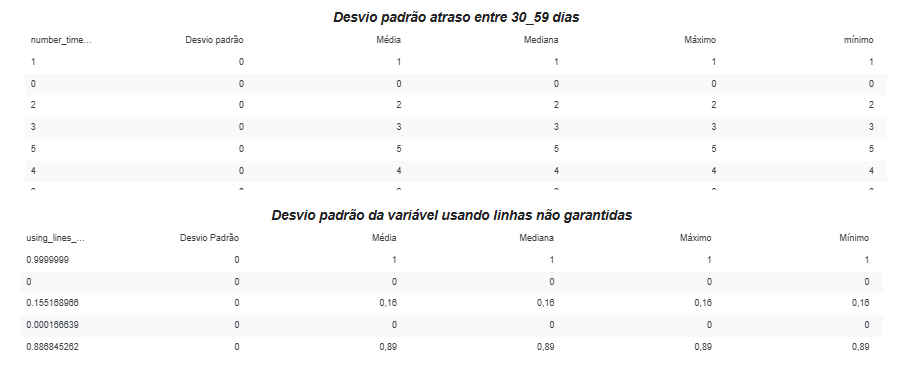 Desvio padrão atraso entre 30_59 dias
number_time... Desvio padrão Média Mediana Máximo mínimo
1 0 1 1 1 1
0 0 0 0 0 0
2 0 2 2 2 2
3 0 3 3 3 3
5 0 5 5 5 5
4 0 4 4 4 4
Desvio padrão da variável usando linhas não garantidas
using_lines_... Desvio Padrão Média Mediana Máximo Mínimo
0.9999999 0 1 1 1 1
0 0 0 0 0 0
0.155168966 0 0,16 0,16 0,16 0,16
0.000166639 0 0 0 0 0
0.886845262 0 0,89 0,89 0,89 0,89